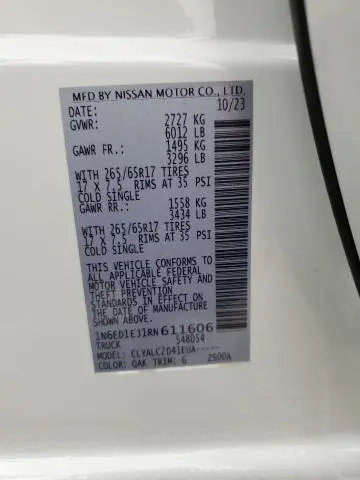 MFD BY NISSAN MOTOR CO., LTD.
DATE: 10/23
GVWR: 2727 KG
6012 LB
GAWR FR.: 1495 KG
3296 LB
WITH 265/65R17 TIRES
17 X 7.5 RIMS AT 35 PSI
COLD SINGLE
GAWR RR.: 1558 KG
3434 LB
WITH 265/65R17 TIRES
17 X 7.5 RIMS AT 35 PSI
COLD SINGLE
THIS VEHICLE CONFORMS TO
ALL APPLICABLE FEDERAL
MOTOR VEHICLE SAFETY
AND THEFT PREVENTION
STANDARDS IN EFFECT ON
THE DATE OF MANUFACTURE
SHOWN ABOVE.
1N6ED1EJ1RN611606
TRUCK 548054
MODEL: CLYALCZD41EUA-----
COLOR: QAK TRIM: G 2500A